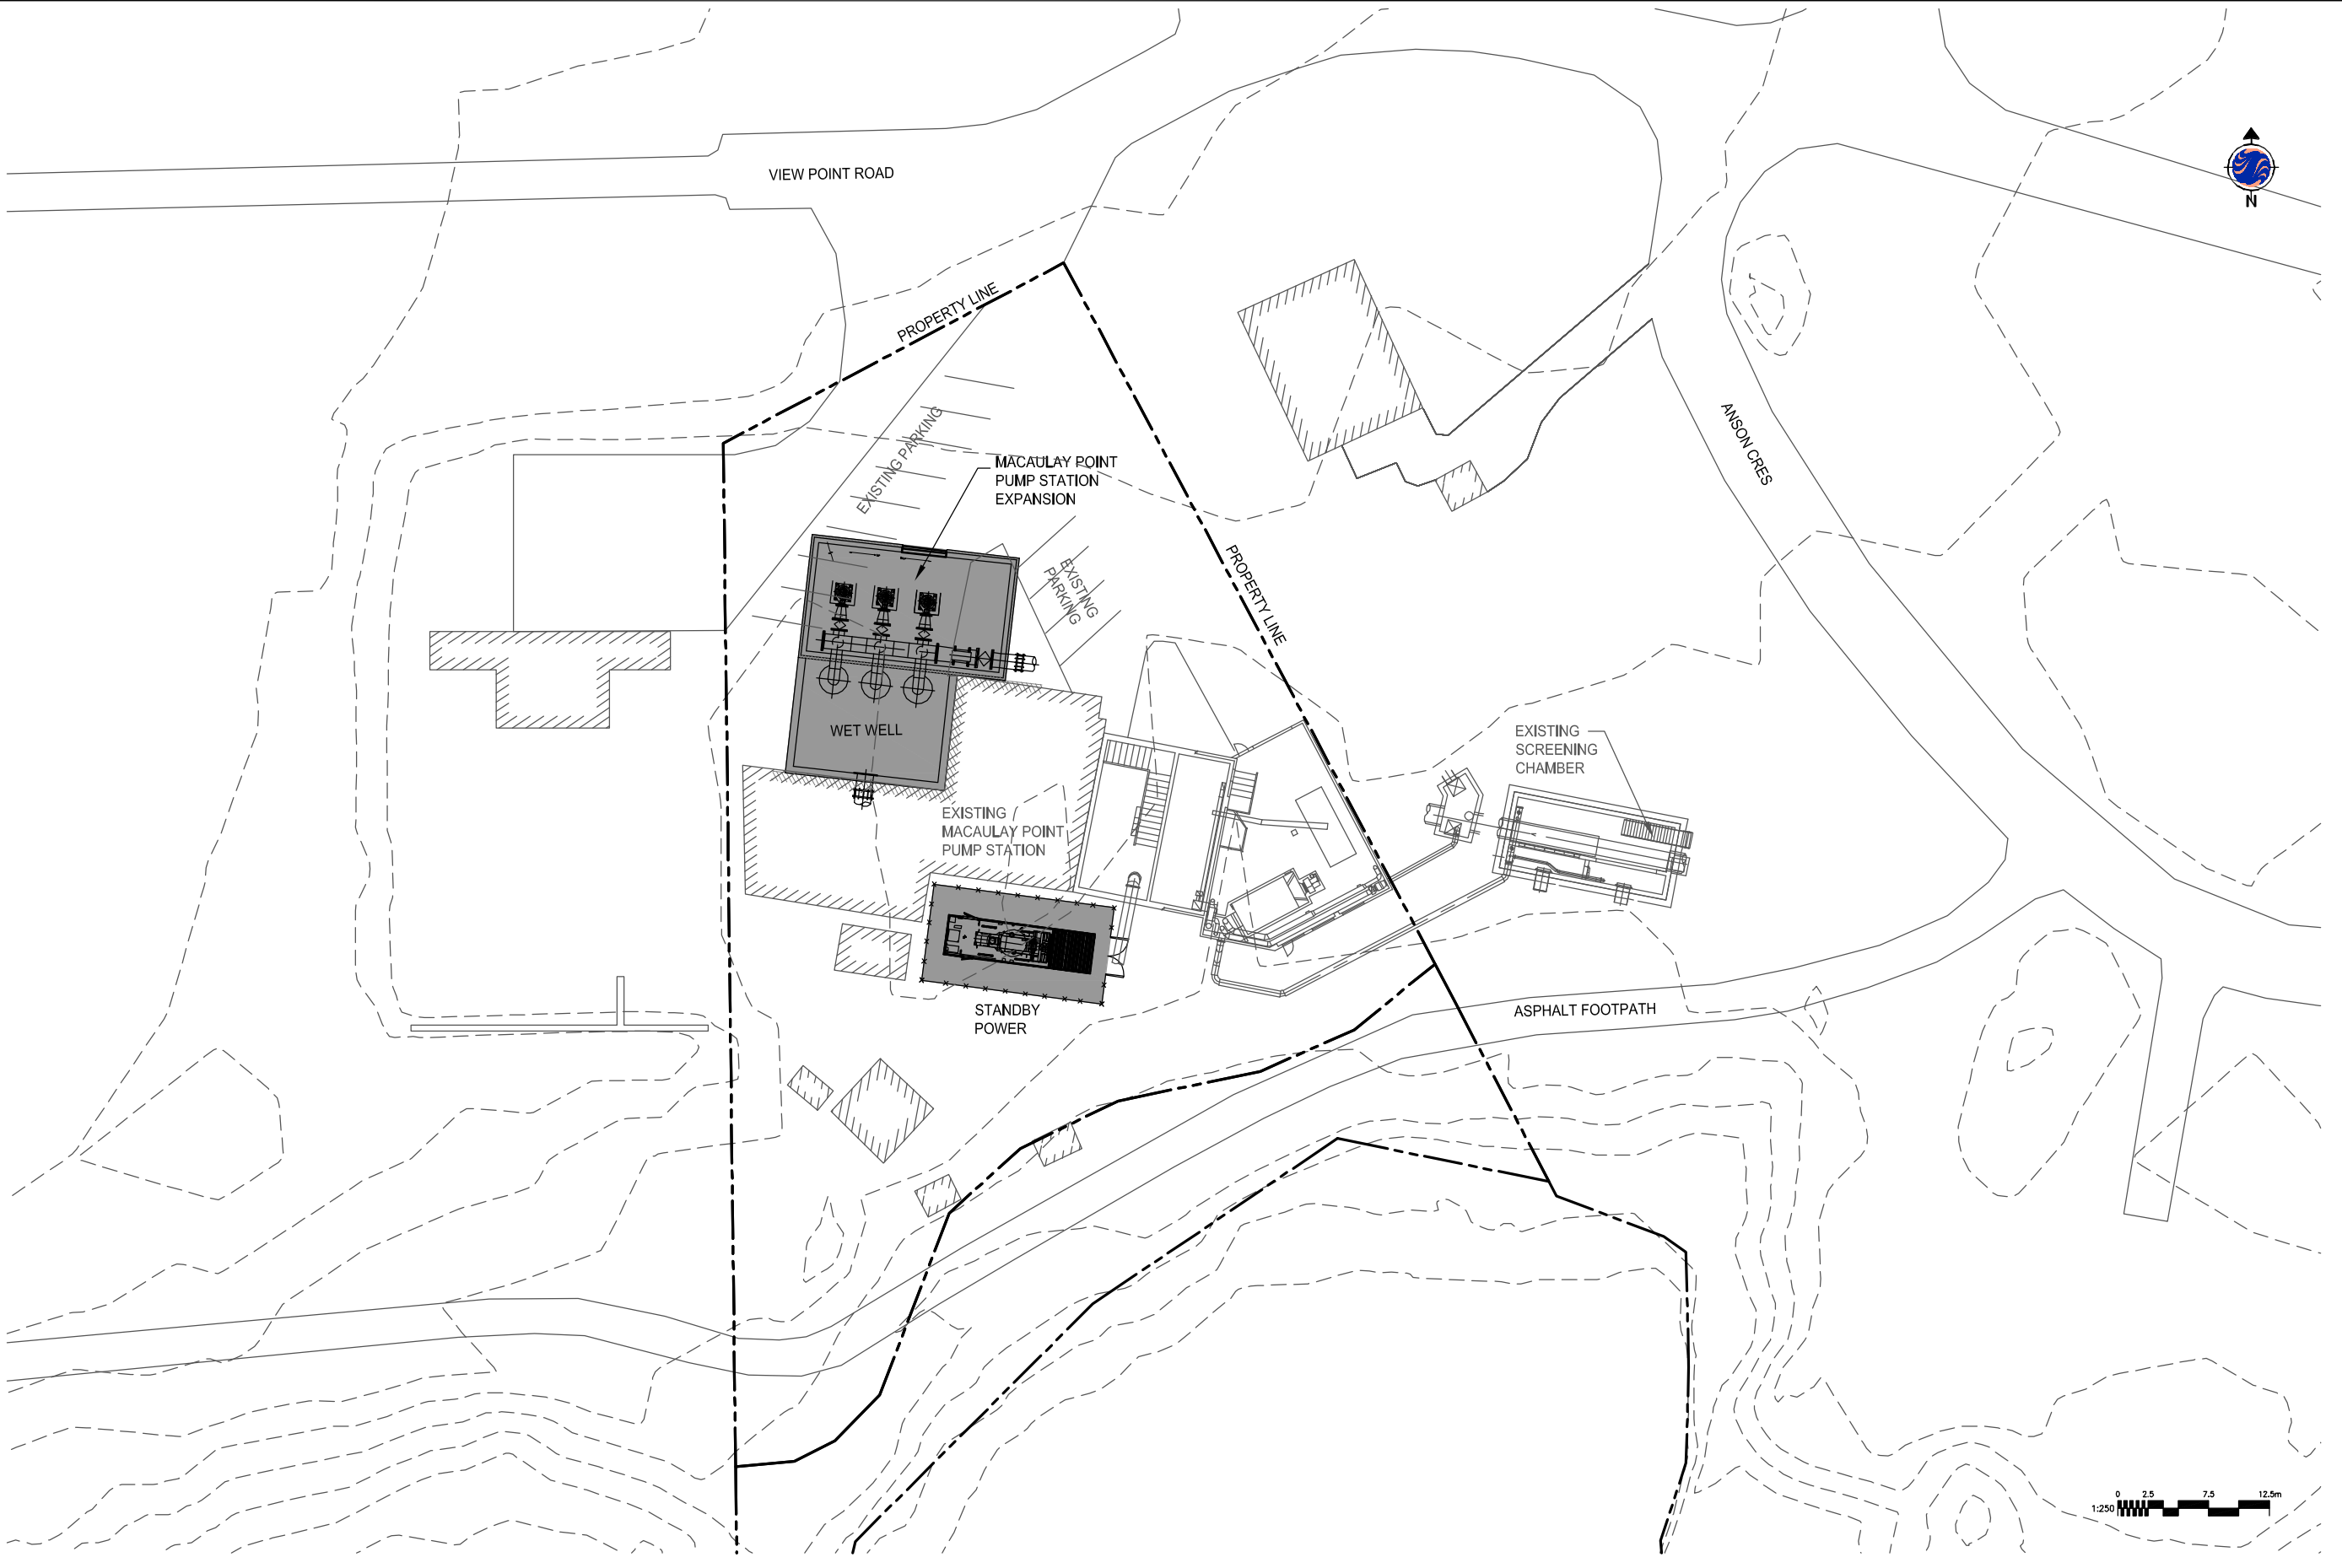 VIEW POINT ROAD
N
PROPERTY LINE
EXISTING PARKING
MACAULAY POINT
PUMP STATION
EXPANSION
ANSON CRES
PROPERTY LINE
EXISTING
PARKING
WET WELL
EXISTING
SCREENING
CHAMBER
EXISTING
MACAULAY POINT
PUMP STATION
STANDBY
POWER
ASPHALT FOOTPATH
0 2.5 7.5 12.5m
1:250